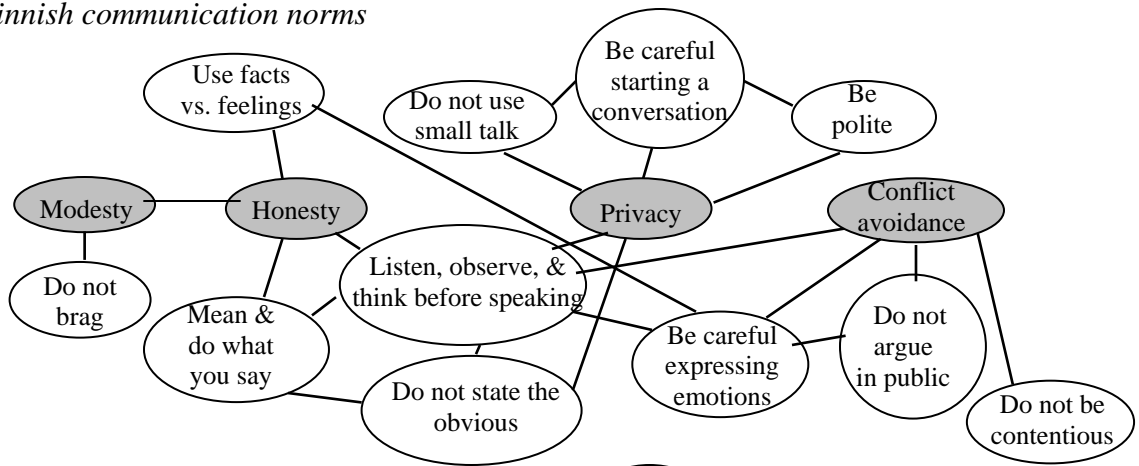 innish communication norms
Use facts
vs. feelings
Do not use
small talk
Be careful
starting a
conversation
Be
polite
Modesty
Honesty
Privacy
Conflict
avoidance
Do not
brag
Mean &
do what
you say
Listen, observe, &
think before speaking
Do not state the
obvious
Be careful
expressing
emotions
Do not
argue
in public
Do not be
contentious